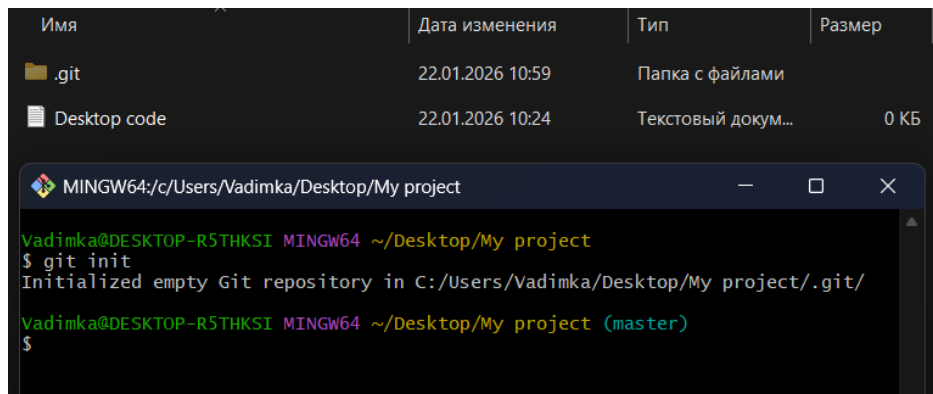 Имя Дата изменения Тип Размер
.git 22.01.2026 10:59 Папка с файлами
Desktop code 22.01.2026 10:24 Текстовый докум... 0 КБ
MINGW64:/c/Users/Vadimka/Desktop/My project
Vadimka@DESKTOP-R5THKSI MINGW64 ~/Desktop/My project
$ git init
Initialized empty Git repository in C:/Users/Vadimka/Desktop/My project/.git/
Vadimka@DESKTOP-R5THKSI MINGW64 ~/Desktop/My project (master)
$